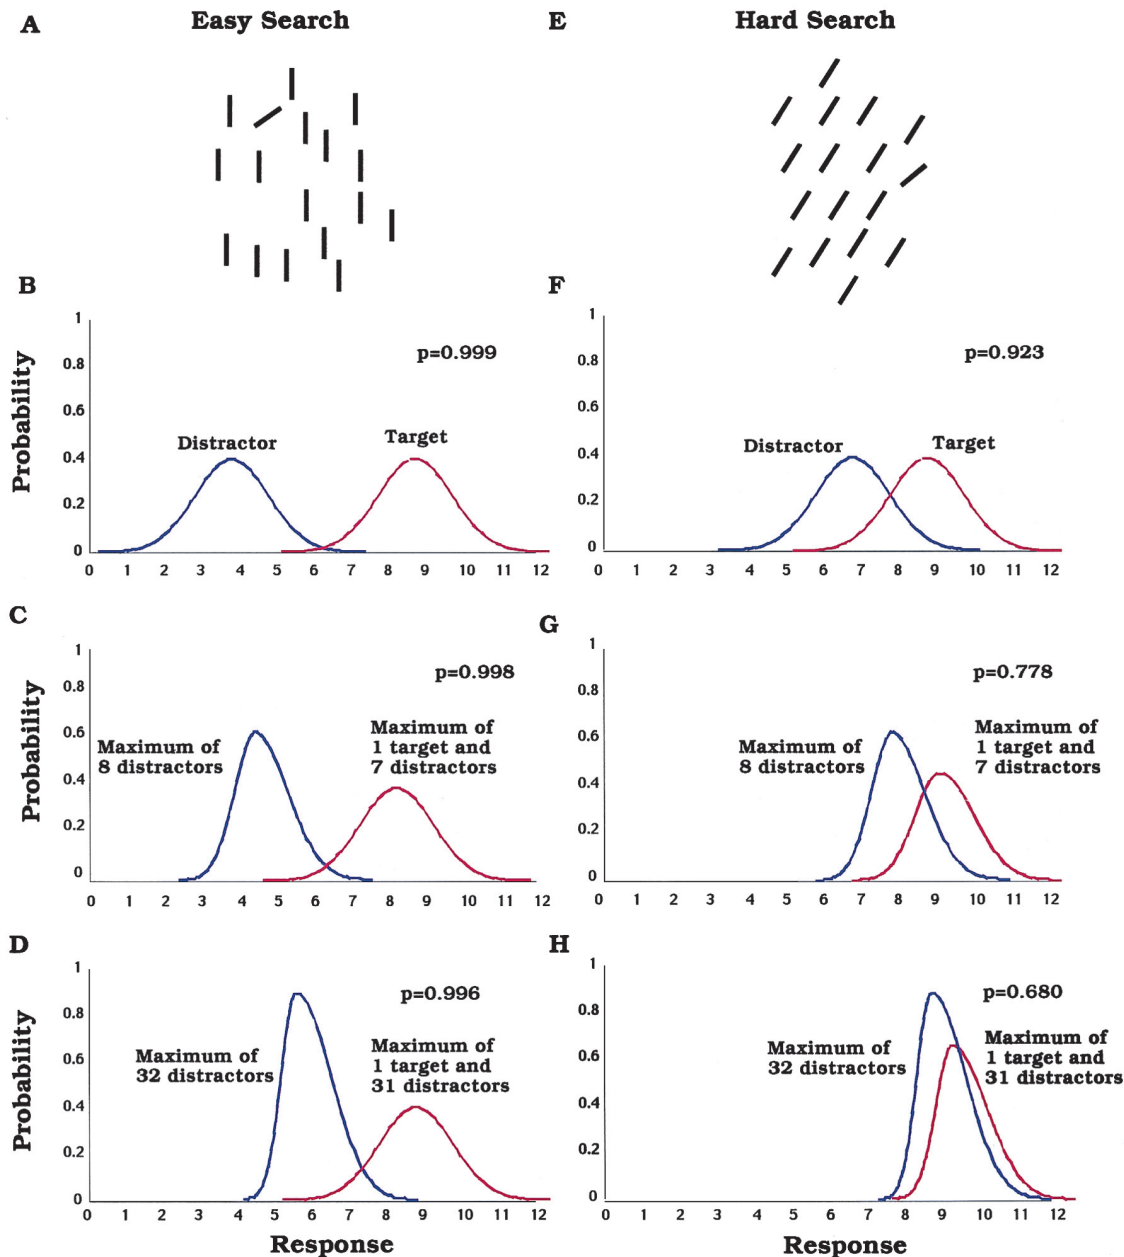 A
Easy Search
E
Hard Search
B
Probability
1
0.8
0.6
0.4
0.2
0
p=0.999
Distractor
Target
0 1 2 3 4 5 6 7 8 9 10 11 12
F
1
0.8
0.6
0.4
0.2
0
p=0.923
Distractor
Target
0 1 2 3 4 5 6 7 8 9 10 11 12
C
Probability
1
0.8
0.6
0.4
0.2
0
p=0.998
Maximum of
8 distractors
Maximum of
1 target and
7 distractors
0 1 2 3 4 5 6 7 8 9 10 11 12
G
1
0.8
0.6
0.4
0.2
0
p=0.778
Maximum of
8 distractors
Maximum of
1 target and
7 distractors
0 1 2 3 4 5 6 7 8 9 10 11 12
D
Probability
1
0.8
0.6
0.4
0.2
0
p=0.996
Maximum of
32 distractors
Maximum of
1 target and
31 distractors
0 1 2 3 4 5 6 7 8 9 10 11 12
Response
H
1
0.8
0.6
0.4
0.2
0
p=0.680
Maximum of
32 distractors
Maximum of
1 target and
31 distractors
0 1 2 3 4 5 6 7 8 9 10 11 12
Response